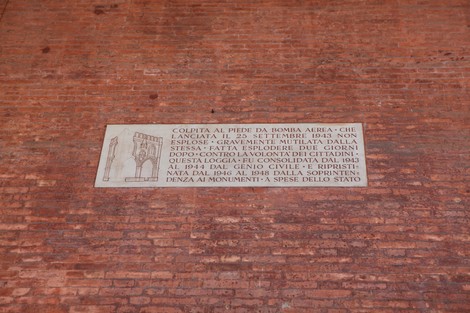 COLPITA AL PIEDE DA BOMBA AEREA · CHE
LANCIATA IL 25 SETTEMBRE 1943 NON
ESPLOSE · GRAVEMENTE MUTILATA DALLA
STESSA · FATTA ESPLODERE DUE GIORNI
DOPO · CONTRO LA VOLONTÀ DEI CITTADINI ·
QUESTA LOGGIA · FU CONSOLIDATA DAL 1943
AL 1944 DAL GENIO CIVILE · E RIPRISTI-
NATA DAL 1946 AL 1948 DALLA SOPRINTEN-
DENZA AI MONUMENTI · A SPESE DELLO STATO